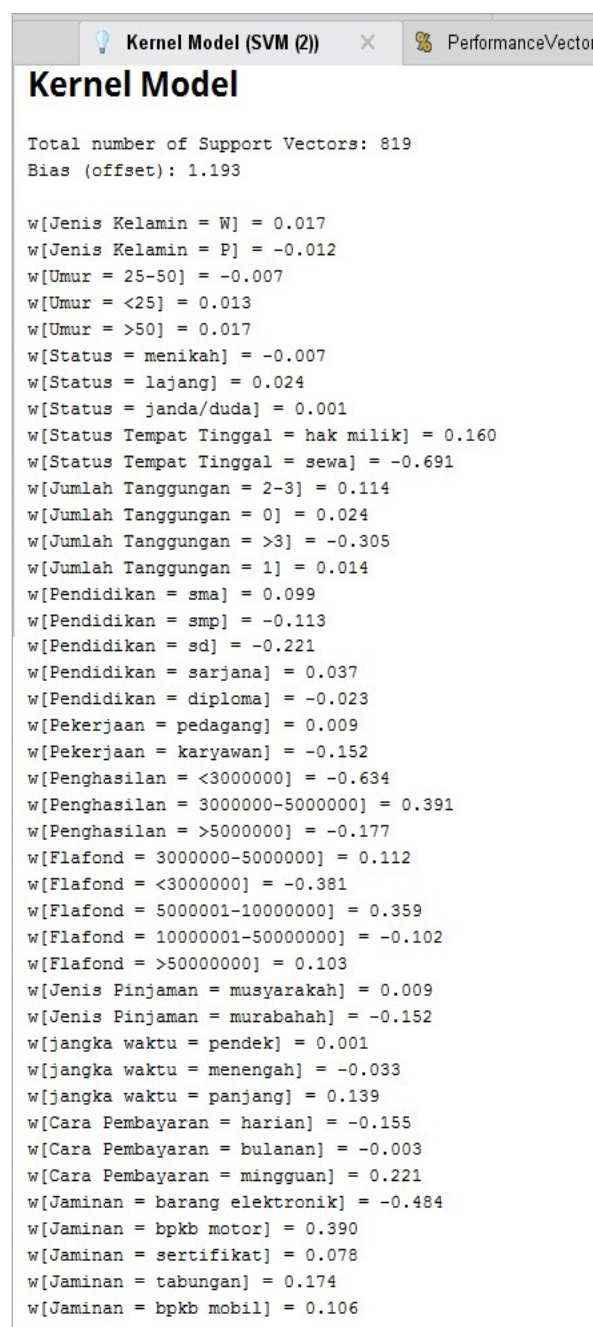 Kernel Model (SVM (2))
PerformanceVector
Kernel Model
Total number of Support Vectors: 819
Bias (offset): 1.193
w[Jenis Kelamin = W] = 0.017
w[Jenis Kelamin = P] = -0.012
w[Umur = 25-50] = -0.007
w[Umur = <25] = 0.013
w[Umur = >50] = 0.017
w[Status = menikah] = -0.007
w[Status = lajang] = 0.024
w[Status = janda/duda] = 0.001
w[Status Tempat Tinggal = hak milik] = 0.160
w[Status Tempat Tinggal = sewa] = -0.691
w[Jumlah Tanggungan = 2-3] = 0.114
w[Jumlah Tanggungan = 0] = 0.024
w[Jumlah Tanggungan = >3] = -0.305
w[Jumlah Tanggungan = 1] = 0.014
w[Pendidikan = sma] = 0.099
w[Pendidikan = smp] = -0.113
w[Pendidikan = sd] = -0.221
w[Pendidikan = sarjana] = 0.037
w[Pendidikan = diploma] = -0.023
w[Pekerjaan = pedagang] = 0.009
w[Pekerjaan = karyawan] = -0.152
w[Penghasilan = <3000000] = -0.634
w[Penghasilan = 3000000-5000000] = 0.391
w[Penghasilan = >5000000] = -0.177
w[Flafond = 3000000-5000000] = 0.112
w[Flafond = <3000000] = -0.381
w[Flafond = 5000001-10000000] = 0.359
w[Flafond = 10000001-50000000] = -0.102
w[Flafond = >50000000] = 0.103
w[Jenis Pinjaman = musyarakah] = 0.009
w[Jenis Pinjaman = murabahah] = -0.152
w[jangka waktu = pendek] = 0.001
w[jangka waktu = menengah] = -0.033
w[jangka waktu = panjang] = 0.139
w[Cara Pembayaran = harian] = -0.155
w[Cara Pembayaran = bulanan] = -0.003
w[Cara Pembayaran = mingguan] = 0.221
w[Jaminan = barang elektronik] = -0.484
w[Jaminan = bpkb motor] = 0.390
w[Jaminan = sertifikat] = 0.078
w[Jaminan = tabungan] = 0.174
w[Jaminan = bpkb mobil] = 0.106